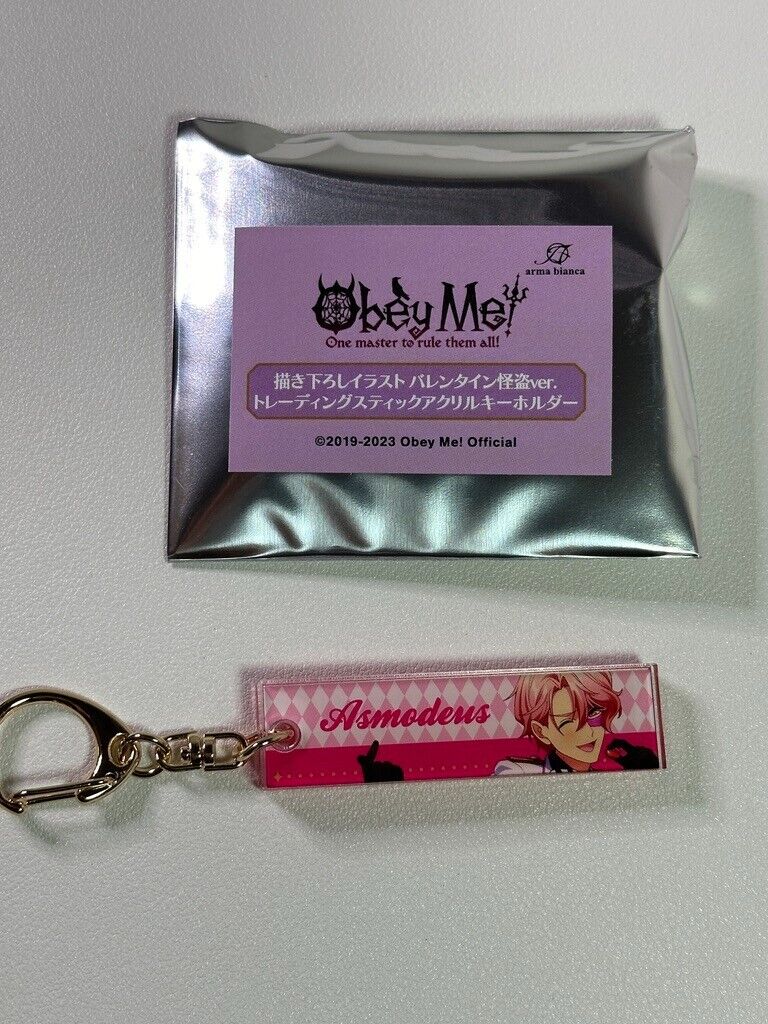 arma bianca
Obey Me!
One master to rule them all!
描き下ろしイラスト バレンタイン怪盗ver.
トレーディングスティックアクリルキーホルダー
©2019-2023 Obey Me! Official
Asmodeus